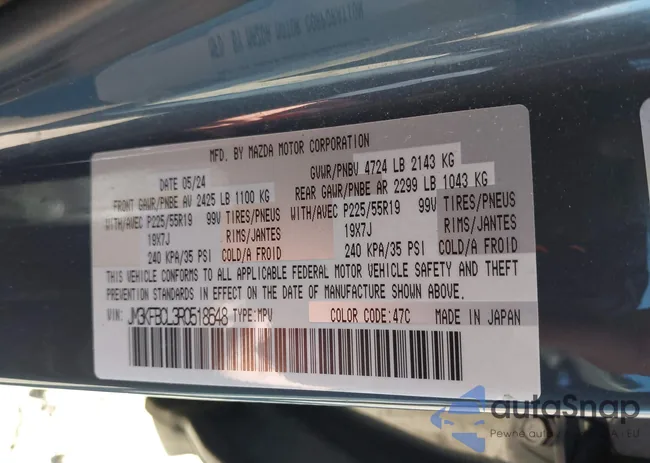 MFD. BY MAZDA MOTOR CORPORATION
DATE 05/24 GVWR/PNBV 4724 LB 2143 KG
FRONT GAWR/PNBE AV 2425 LB 1100 KG REAR GAWR/PNBE AR 2299 LB 1043 KG
WITH/AVEC P225/55R19 99V TIRES/PNEUS WITH/AVEC P225/55R19 99V TIRES/PNEUS
19X7J RIMS/JANTES 19X7J RIMS/JANTES
240 KPA/35 PSI COLD/A FROID 240 KPA/35 PSI COLD/A FROID
THIS VEHICLE CONFORMS TO ALL APPLICABLE FEDERAL MOTOR VEHICLE SAFETY AND THEFT
PREVENTION STANDARDS IN EFFECT ON THE DATE OF MANUFACTURE SHOWN ABOVE.
VIN: JM3KFBCL3R0518648 TYPE: MPV COLOR CODE: 47C MADE IN JAPAN
autoSnap
Pewne auto EU